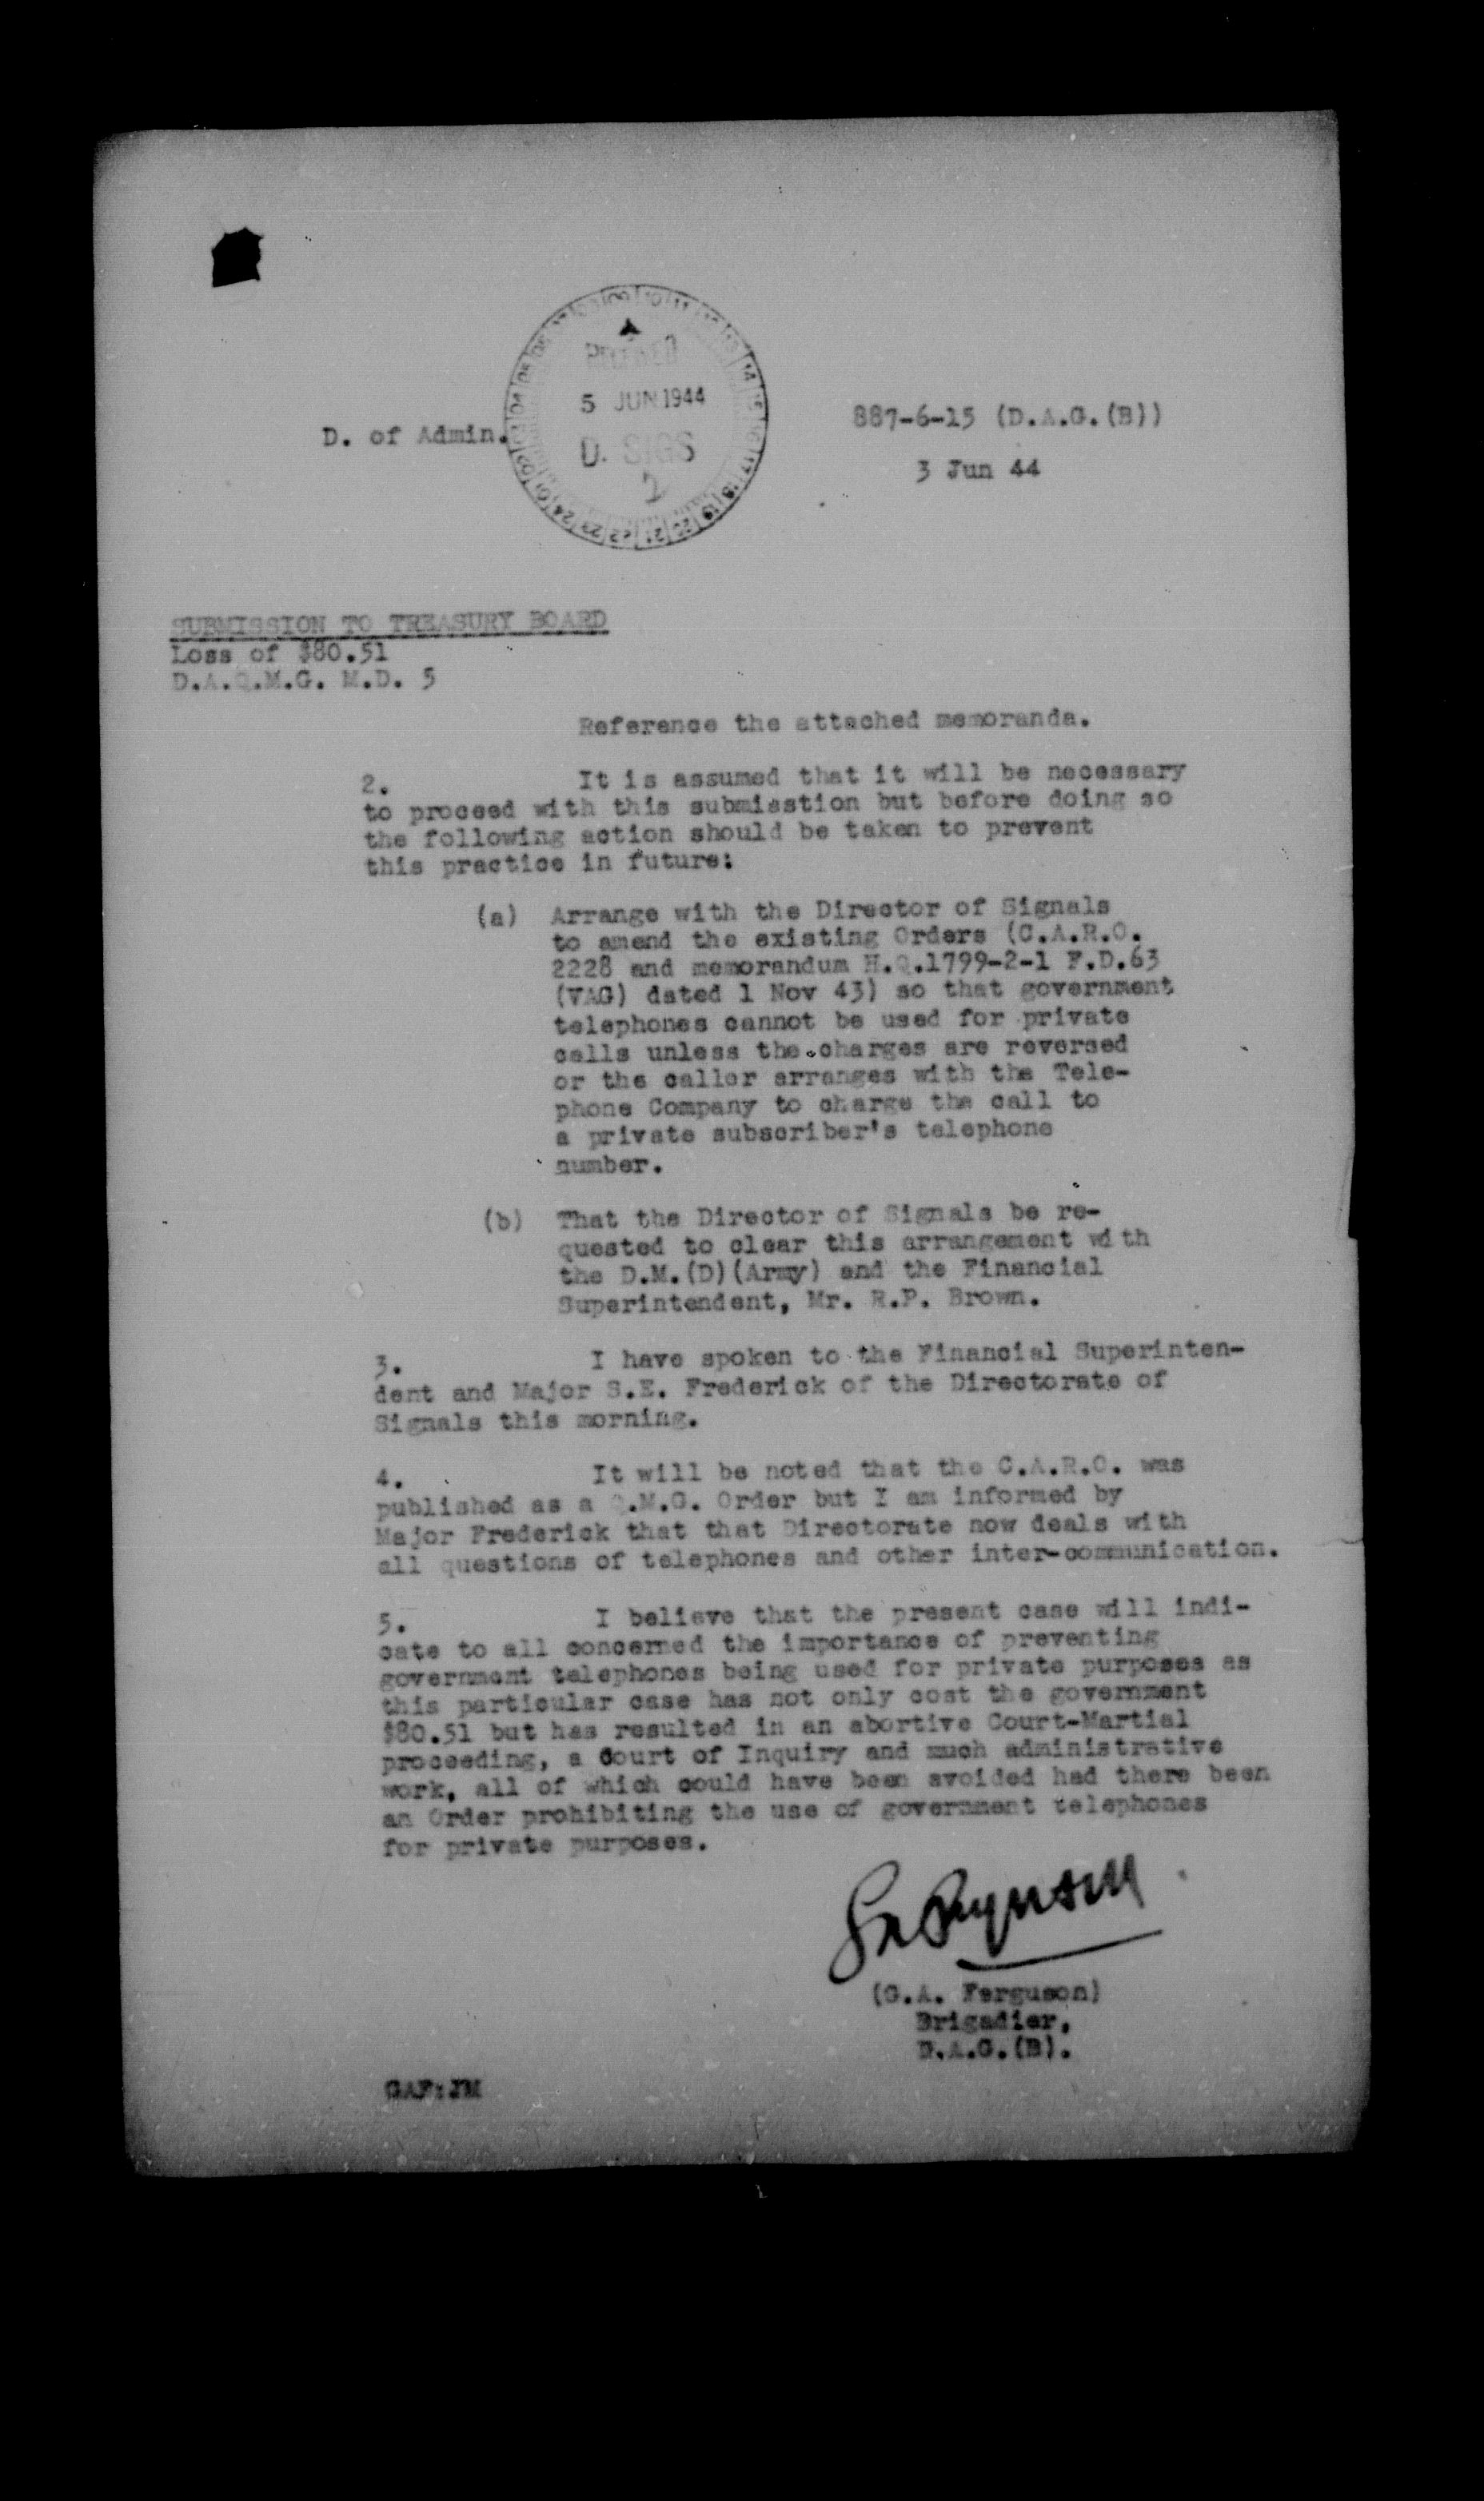 RECEIVED
5 JUN 1944
D. SIGS
2
D. of Admin.
887-6-15 (D.A.G.(B))
3 Jun 44
SUBMISSION TO TREASURY BOARD
Loss of $80.51
D.A.Q.M.G. M.D. 5
Reference the attached memoranda.
2. It is assumed that it will be necessary
to proceed with this submisstion but before doing so
the following action should be taken to prevent
this practice in future:
(a) Arrange with the Director of Signals
to amend the existing Orders (C.A.R.O.
2228 and memorandum H.Q.1799-2-1 F.D.63
(VAG) dated 1 Nov 43) so that government
telephones cannot be used for private
calls unless the charges are reversed
or the caller arranges with the Tele-
phone Company to charge the call to
a private subscriber's telephone
number.
(b) That the Director of Signals be re-
quested to clear this arrangement with
the D.M.(D)(Army) and the Financial
Superintendent, Mr. R.P. Brown.
3. I have spoken to the Financial Superinten-
dent and Major S.E. Frederick of the Directorate of
Signals this morning.
4. It will be noted that the C.A.R.O. was
published as a Q.M.G. Order but I am informed by
Major Frederick that that Directorate now deals with
all questions of telephones and other inter-communication.
5. I believe that the present case will indi-
cate to all concerned the importance of preventing
government telephones being used for private purposes as
this particular case has not only cost the government
$80.51 but has resulted in an abortive Court-Martial
proceeding, a Court of Inquiry and much administrative
work, all of which could have been avoided had there been
an Order prohibiting the use of government telephones
for private purposes.
(G.A. Ferguson)
Brigadier,
D.A.G.(B).
GAF:JM